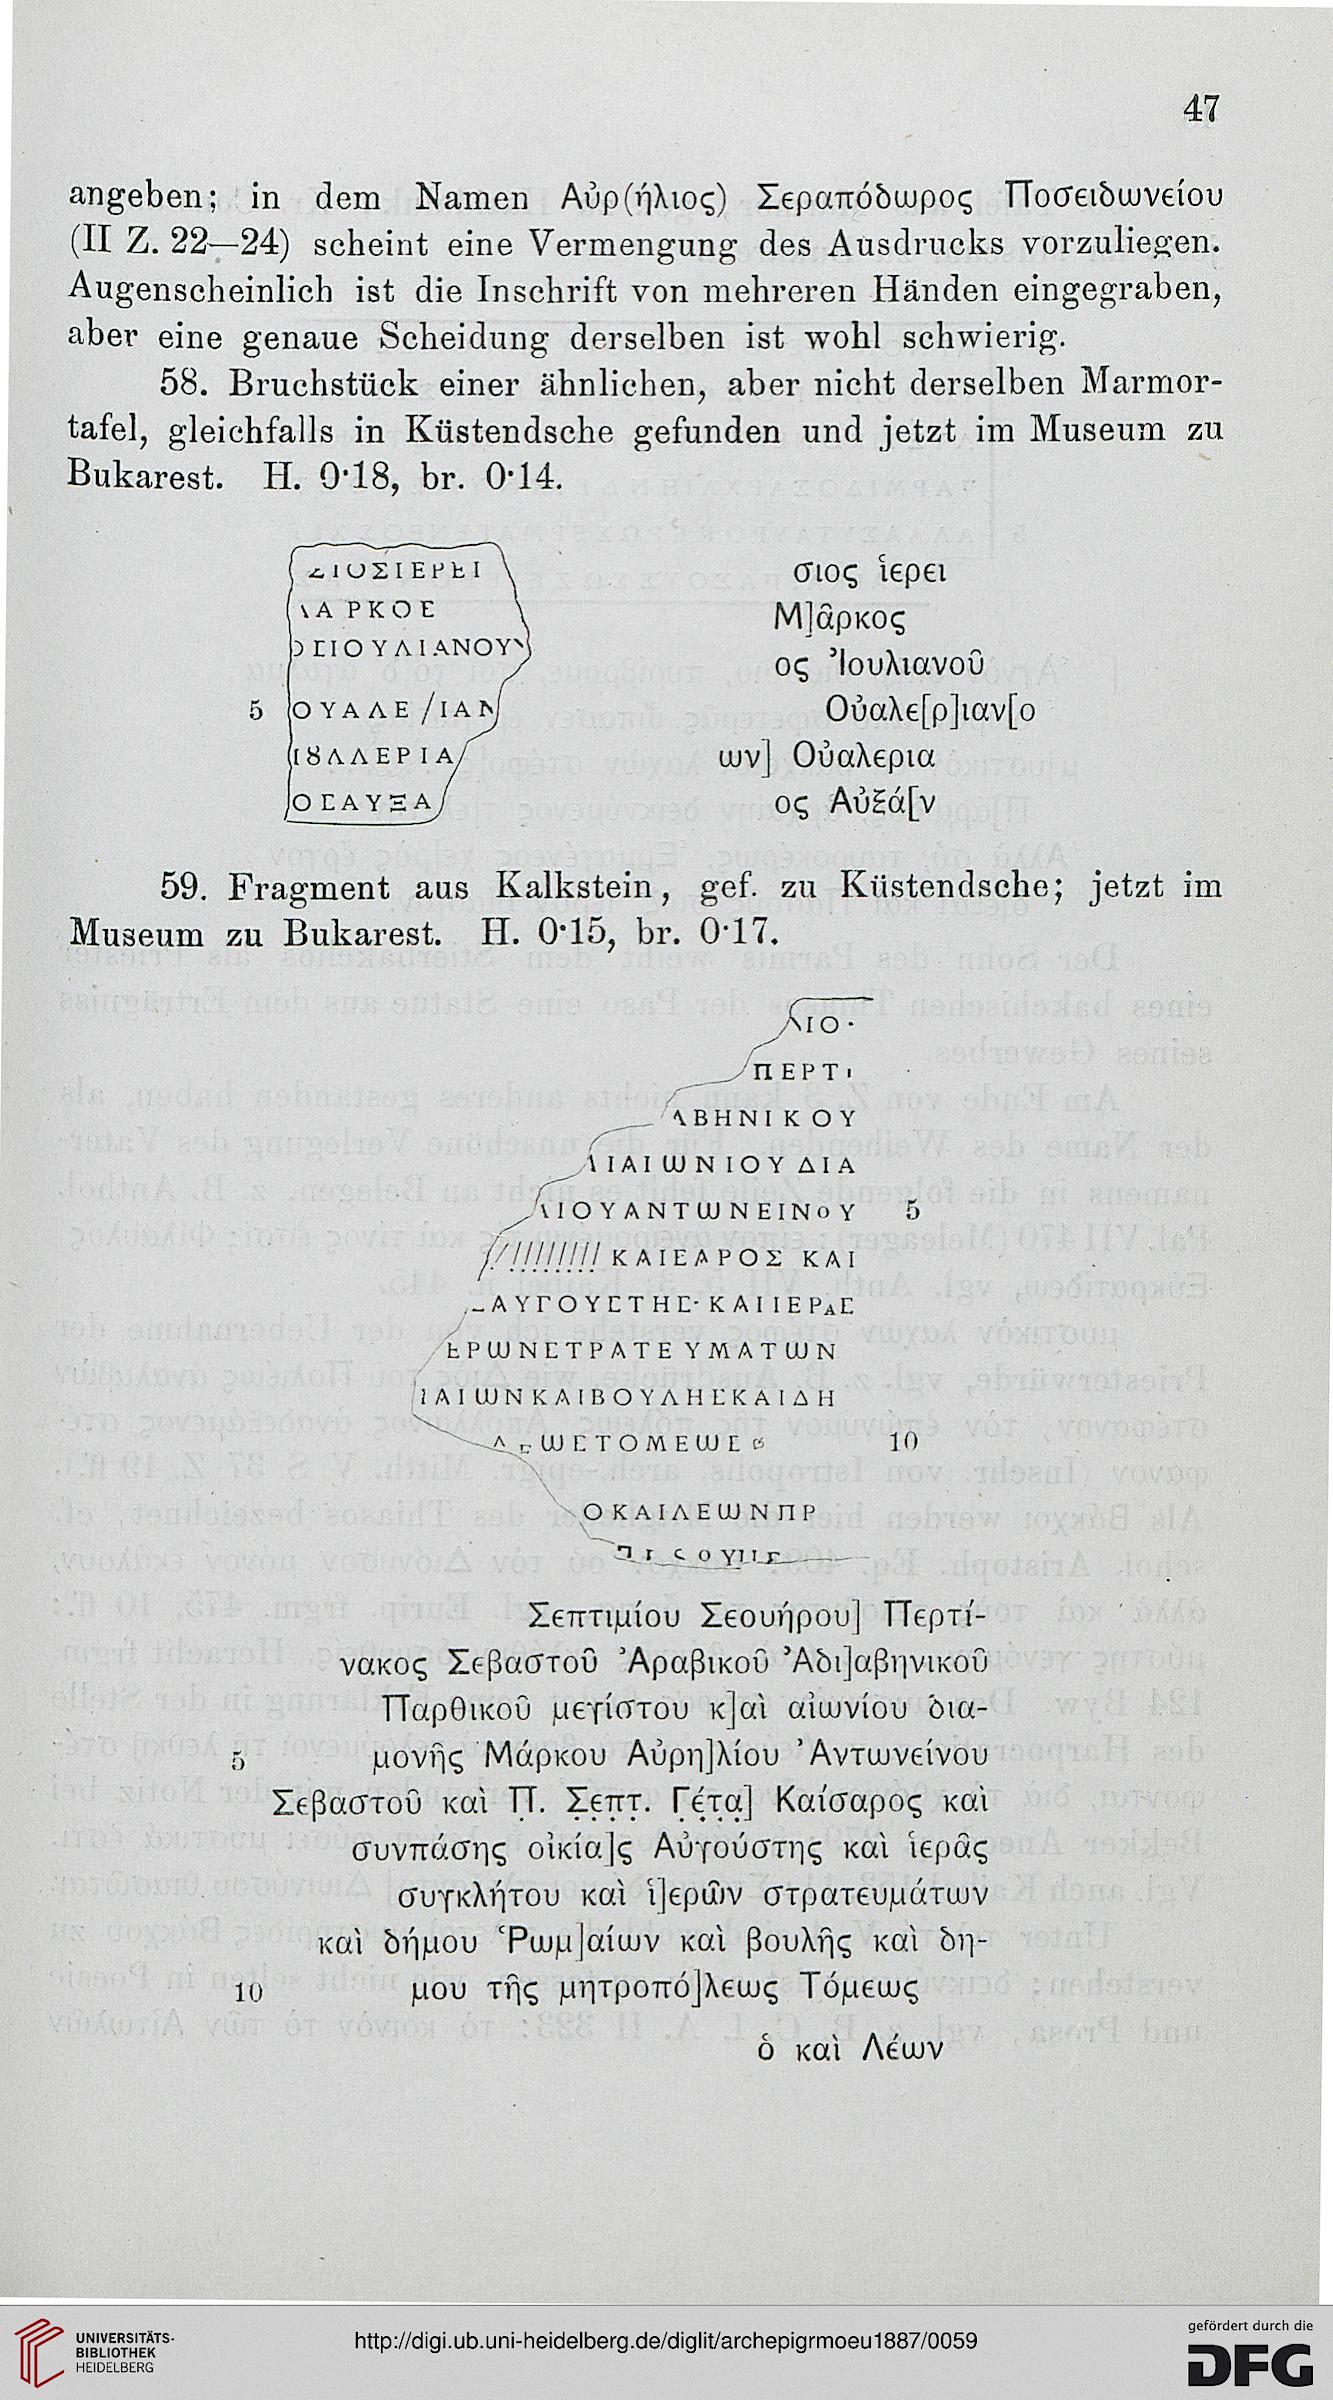 47
angeben; in dem Namen Αὐρ(ήλιος) Σεραπόδωρος Ποσειδωνείου
(II Z. 22—24) scheint eine Vermengung des Ausdrucks vorzuliegen.
Augenscheinlich ist die Inschrift von mehreren Händen eingegraben,
aber eine genaue Scheidung derselben ist wohl schwierig.
58. Bruchstück einer ähnlichen, aber nicht derselben Marmor-
tafel, gleichfalls in Küstendsche gefunden und jetzt im Museum zu
Bukarest. H. 0·18, br. 0·14.
ΣΙΟΣΙΕΡΕΙ
ΑΡΚΟΣ
ΟΣΙΟΥΛΙΑΝΟΥ
5 ΟΥΑΛΕ/ΙΑΝ
Ι8ΑΛΕΡΙΑ
ΟΣΑΥΞΑ
σιος ἱερει
Μ]ᾶρκος
ος Ἰουλιανοῦ
Οὐαλε[ρ]ιαν[ο
ων] Οὐαλερια
ος Αὐξά[ν
59. Fragment aus Kalkstein, gef. zu Küstendsche; jetzt im
Museum zu Bukarest. H. 0·15, br. 0·17.
ΙΟ·
ΠΕΡΤΙ
ΑΒΗΝΙΚΟΥ
ΙΑΙωΝΙΟΥΔΙΑ
ΛΙΟΥΑΝΤωΝΕΙΝΟΥ 5
ΚΑΙΣΑΡΟΣ ΚΑΙ
ΑΥΓΟΥΣΤΗΣ·ΚΑΙΙΕΡΑΣ
ΕΡωΝΣΤΡΑΤΕΥΜΑΤωΝ
ΙΑΙωΝΚΑΙΒΟΥΛΗΣΚΑΙΔΗ
ΛΕωΣΤΟΜΕωΣ 10
ΟΚΑΙΛΕωΝΠΡ
Σεπτιμίου Σεουήρου] Περτί-
νακος Σεβαστοῦ Ἀραβικοῦ Ἀδι]αβηνικοῦ
Παρθικοῦ μεγίστου κ]αὶ αἰωνίου δια-
5 μονῆς Μάρκου Αὐρη]λίου Ἀντωνείνου
Σεβαστοῦ καὶ Π. Σεπτ. Γέτα] Καίσαρος καὶ
συνπάσης οἰκία]ς Αὐγούστης καὶ ἱερᾶς
συγκλήτου καὶ ἱ]ερῶν στρατευμάτων
καὶ δήμου Ῥωμ]αίων καὶ βουλῆς καὶ δη-
10 μου τῆς μητροπό]λεως Τόμεως
ὁ καὶ Λέων
UNIVERSITÄTS-
BIBLIOTHEK
HEIDELBERG
http://digi.ub.uni-heidelberg.de/diglit/archepigrmoeu1887/0059
gefördert durch die
DFG